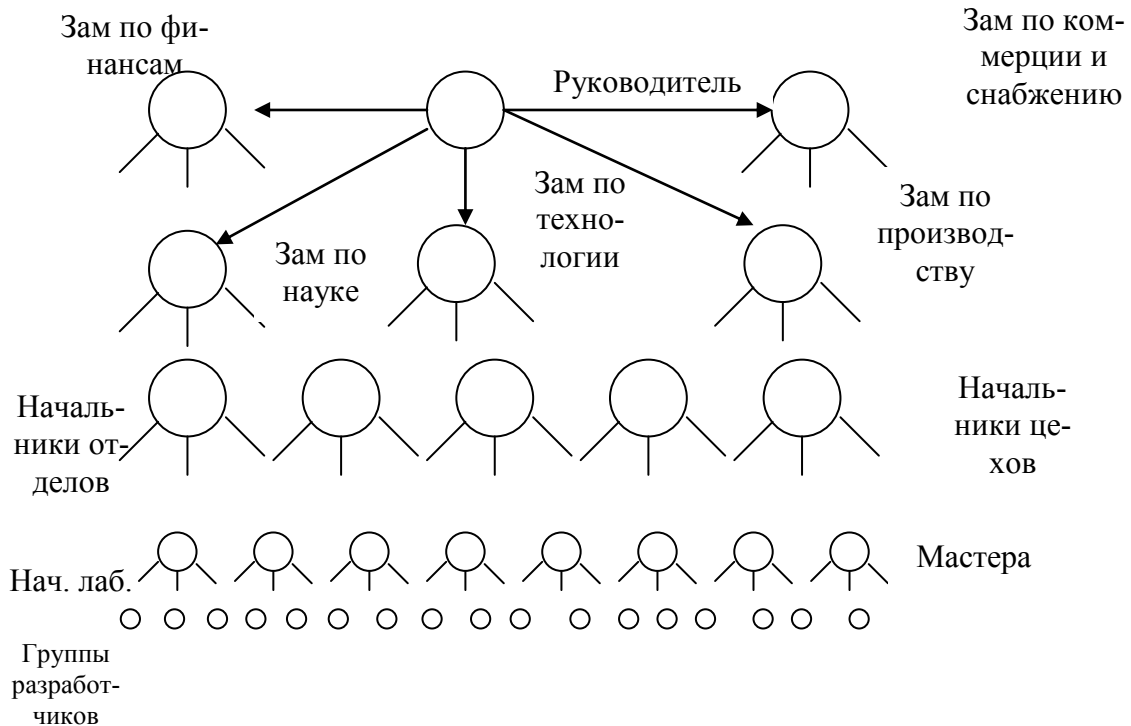 Зам по фи-
нансам
Руководитель
Зам по ком-
мерции и
снабжению
Зам по
науке
Зам по
техно-
логии
Зам по
производ-
ству
Началь-
ники от-
делов
Началь-
ники це-
хов
Нач. лаб.
Мастера
Группы
разработ-
чиков